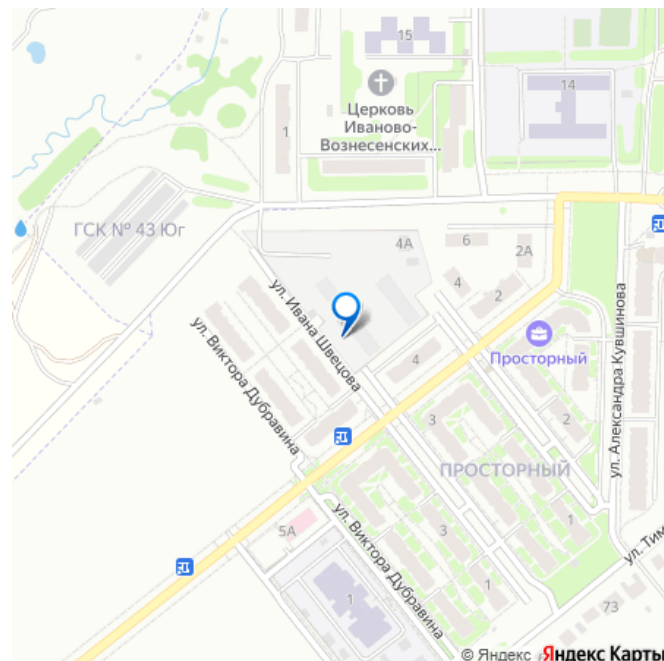 15
Церковь
Иваново-
Вознесенских...
1
14
ГСК № 43 Юг
4А
6
2А
4
2
ул. Ивана Швецова
ул. Виктора Дубравина
Просторный
ул. Александра Кувшинова
4
3
2
ПРОСТОРНЫЙ
5А
ул. Виктора Дубравина
3
1
1
ул. Тим
1
73
© Яндекс Яндекс Карты